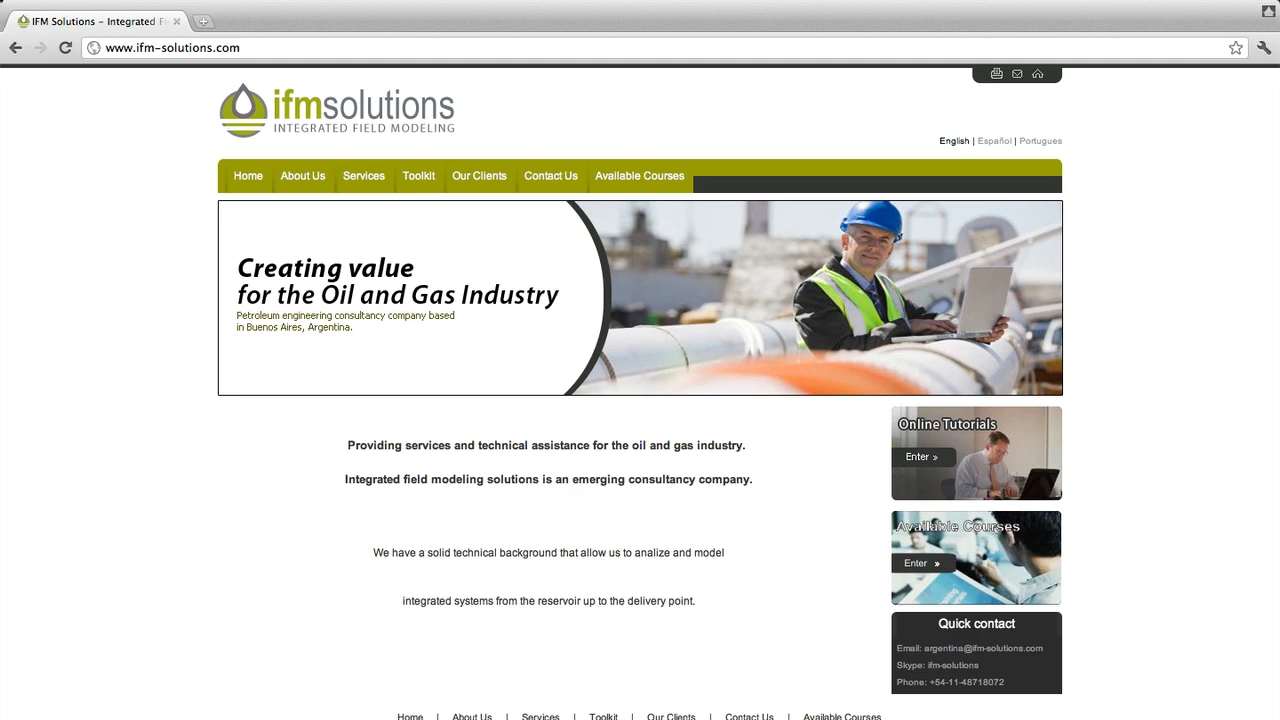 IFM Solutions – Integrated Fi
www.ifm-solutions.com
ifmsolutions
INTEGRATED FIELD MODELING
English | Español | Portugues
Home About Us Services Toolkit Our Clients Contact Us Available Courses
Creating value
for the Oil and Gas Industry
Petroleum engineering consultancy company based
in Buenos Aires, Argentina.
Online Tutorials
Enter »
Providing services and technical assistance for the oil and gas industry.
Integrated field modeling solutions is an emerging consultancy company.
Available Courses
Enter »
We have a solid technical background that allow us to analize and model
integrated systems from the reservoir up to the delivery point.
Quick contact
Email: argentina@ifm-solutions.com
Skype: ifm-solutions
Phone: +54-11-48718072
Home | About Us | Services | Toolkit | Our Clients | Contact Us | Available Courses